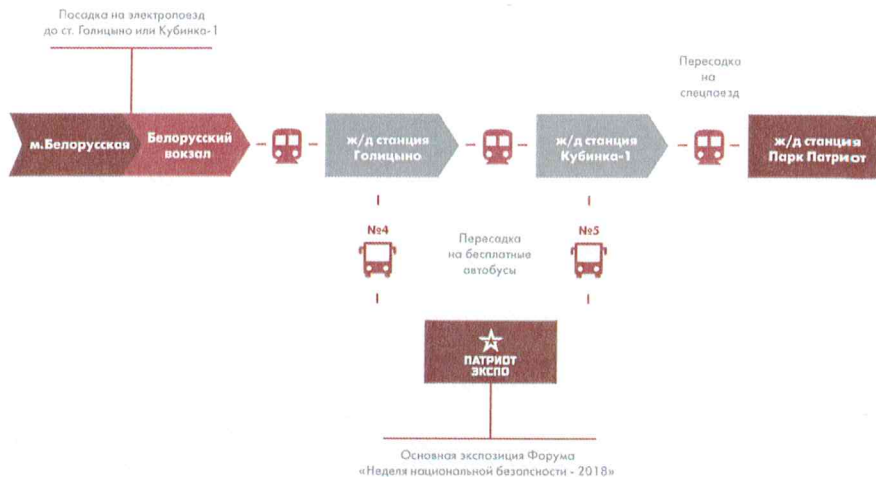 Посадка на электропоезд
до ст. Голицыно или Кубинка-1
Пересадка
на
спецпоезд
м.Белорусская
Белорусский
вокзал
ж/д станция
Голицыно
ж/д станция
Кубинка-1
ж/д станция
Парк Патриот
№4
Пересадка
на бесплатные
автобусы
№5
ПАТРИОТ
ЭКСПО
Основная экспозиция Форума
«Неделя национальной безопасности - 2018»